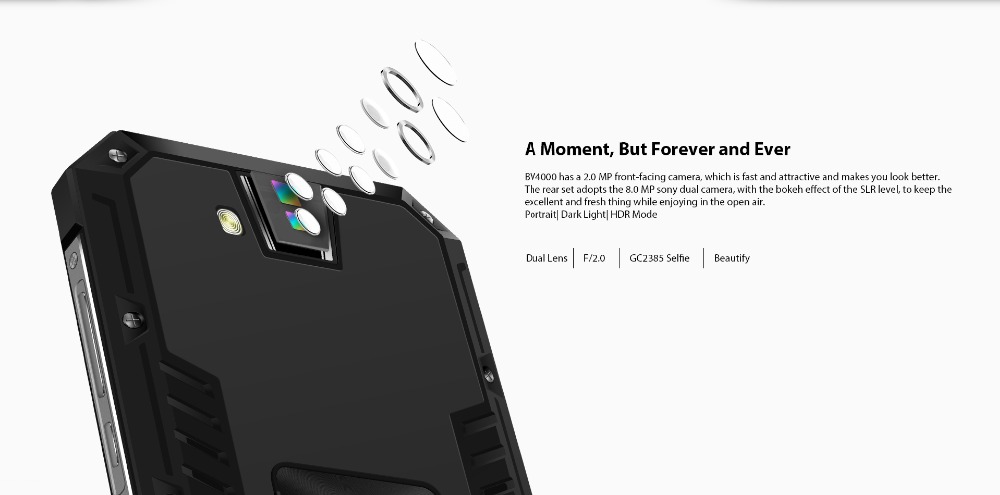 A Moment, But Forever and Ever
BV4000 has a 2.0 MP front-facing camera, which is fast and attractive and makes you look better.
The rear set adopts the 8.0 MP sony dual camera, with the bokeh effect of the SLR level, to keep the
excellent and fresh thing while enjoying in the open air.
Portrait| Dark Light| HDR Mode
Dual Lens | F/2.0 | GC2385 Selfie | Beautify